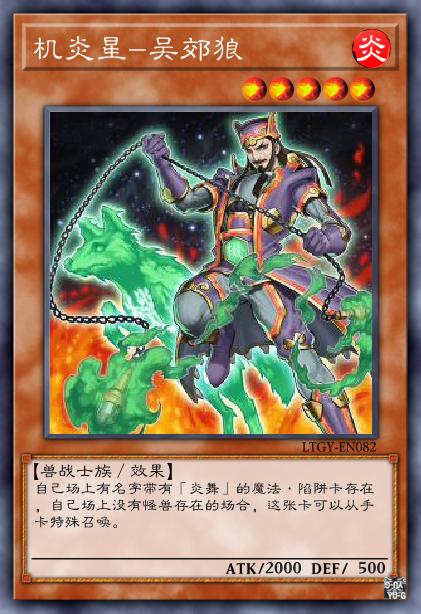 机炎星-吴郊狼
炎
LTGY-EN082
【兽战士族/效果】
自己场上有名字带有「炎舞」的魔法·陷阱卡存在
，自己场上没有怪兽存在的场合，这张卡可以从手
卡特殊召唤。
ATK/2000 DEF/ 500